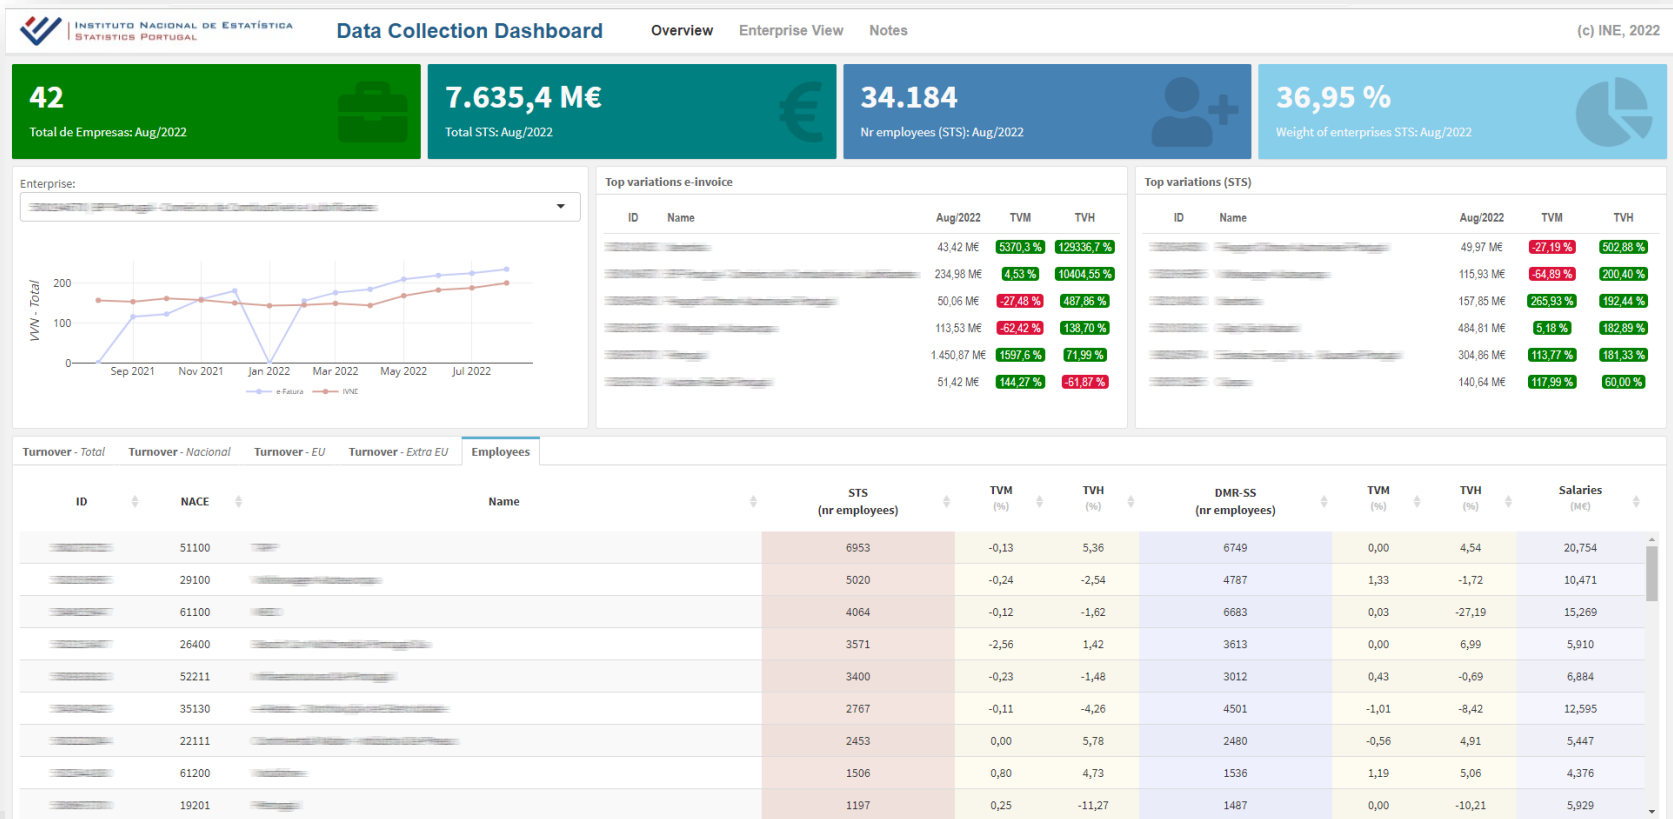 INSTITUTO NACIONAL DE ESTATÍSTICA
STATISTICS PORTUGAL
Data Collection Dashboard
Overview Enterprise View Notes
(c) INE, 2022
42
Total de Empresas: Aug/2022
7.635,4 M€
Total STS: Aug/2022
34.184
Nr employees (STS): Aug/2022
36,95 %
Weight of enterprises STS: Aug/2022
Enterprise:
VVN - Total
200
100
0
Sep 2021 Nov 2021 Jan 2022 Mar 2022 May 2022 Jul 2022
e-Fatura IVNE
Top variations e-invoice
ID Name Aug/2022 TVM TVH
43,42 M€ 5370,3 % 129336,7 %
234,98 M€ 4,53 % 10404,55 %
50,06 M€ -27,48 % 487,86 %
113,53 M€ -62,42 % 138,70 %
1.450,87 M€ 1597,6 % 71,99 %
51,42 M€ 144,27 % -61,87 %
Top variations (STS)
ID Name Aug/2022 TVM TVH
49,97 M€ -27,19 % 502,88 %
115,93 M€ -64,89 % 200,40 %
157,85 M€ 265,93 % 192,44 %
484,81 M€ 5,18 % 182,89 %
304,86 M€ 113,77 % 181,33 %
140,64 M€ 117,99 % 60,00 %
Turnover - Total Turnover - Nacional Turnover - EU Turnover - Extra EU Employees
ID NACE Name STS (nr employees) TVM (%) TVH (%) DMR-SS (nr employees) TVM (%) TVH (%) Salaries (M€)
51100 6953 -0,13 5,36 6749 0,00 4,54 20,754
29100 5020 -0,24 -2,54 4787 1,33 -1,72 10,471
61100 4064 -0,12 -1,62 6683 0,03 -27,19 15,269
26400 3571 -2,56 1,42 3613 0,00 6,99 5,910
52211 3400 -0,23 -1,48 3012 0,43 -0,69 6,884
35130 2767 -0,11 -4,26 4501 -1,01 -8,42 12,595
22111 2453 0,00 5,78 2480 -0,56 4,91 5,447
61200 1506 0,80 4,73 1536 1,19 5,06 4,376
19201 1197 0,25 -11,27 1487 0,00 -10,21 5,929